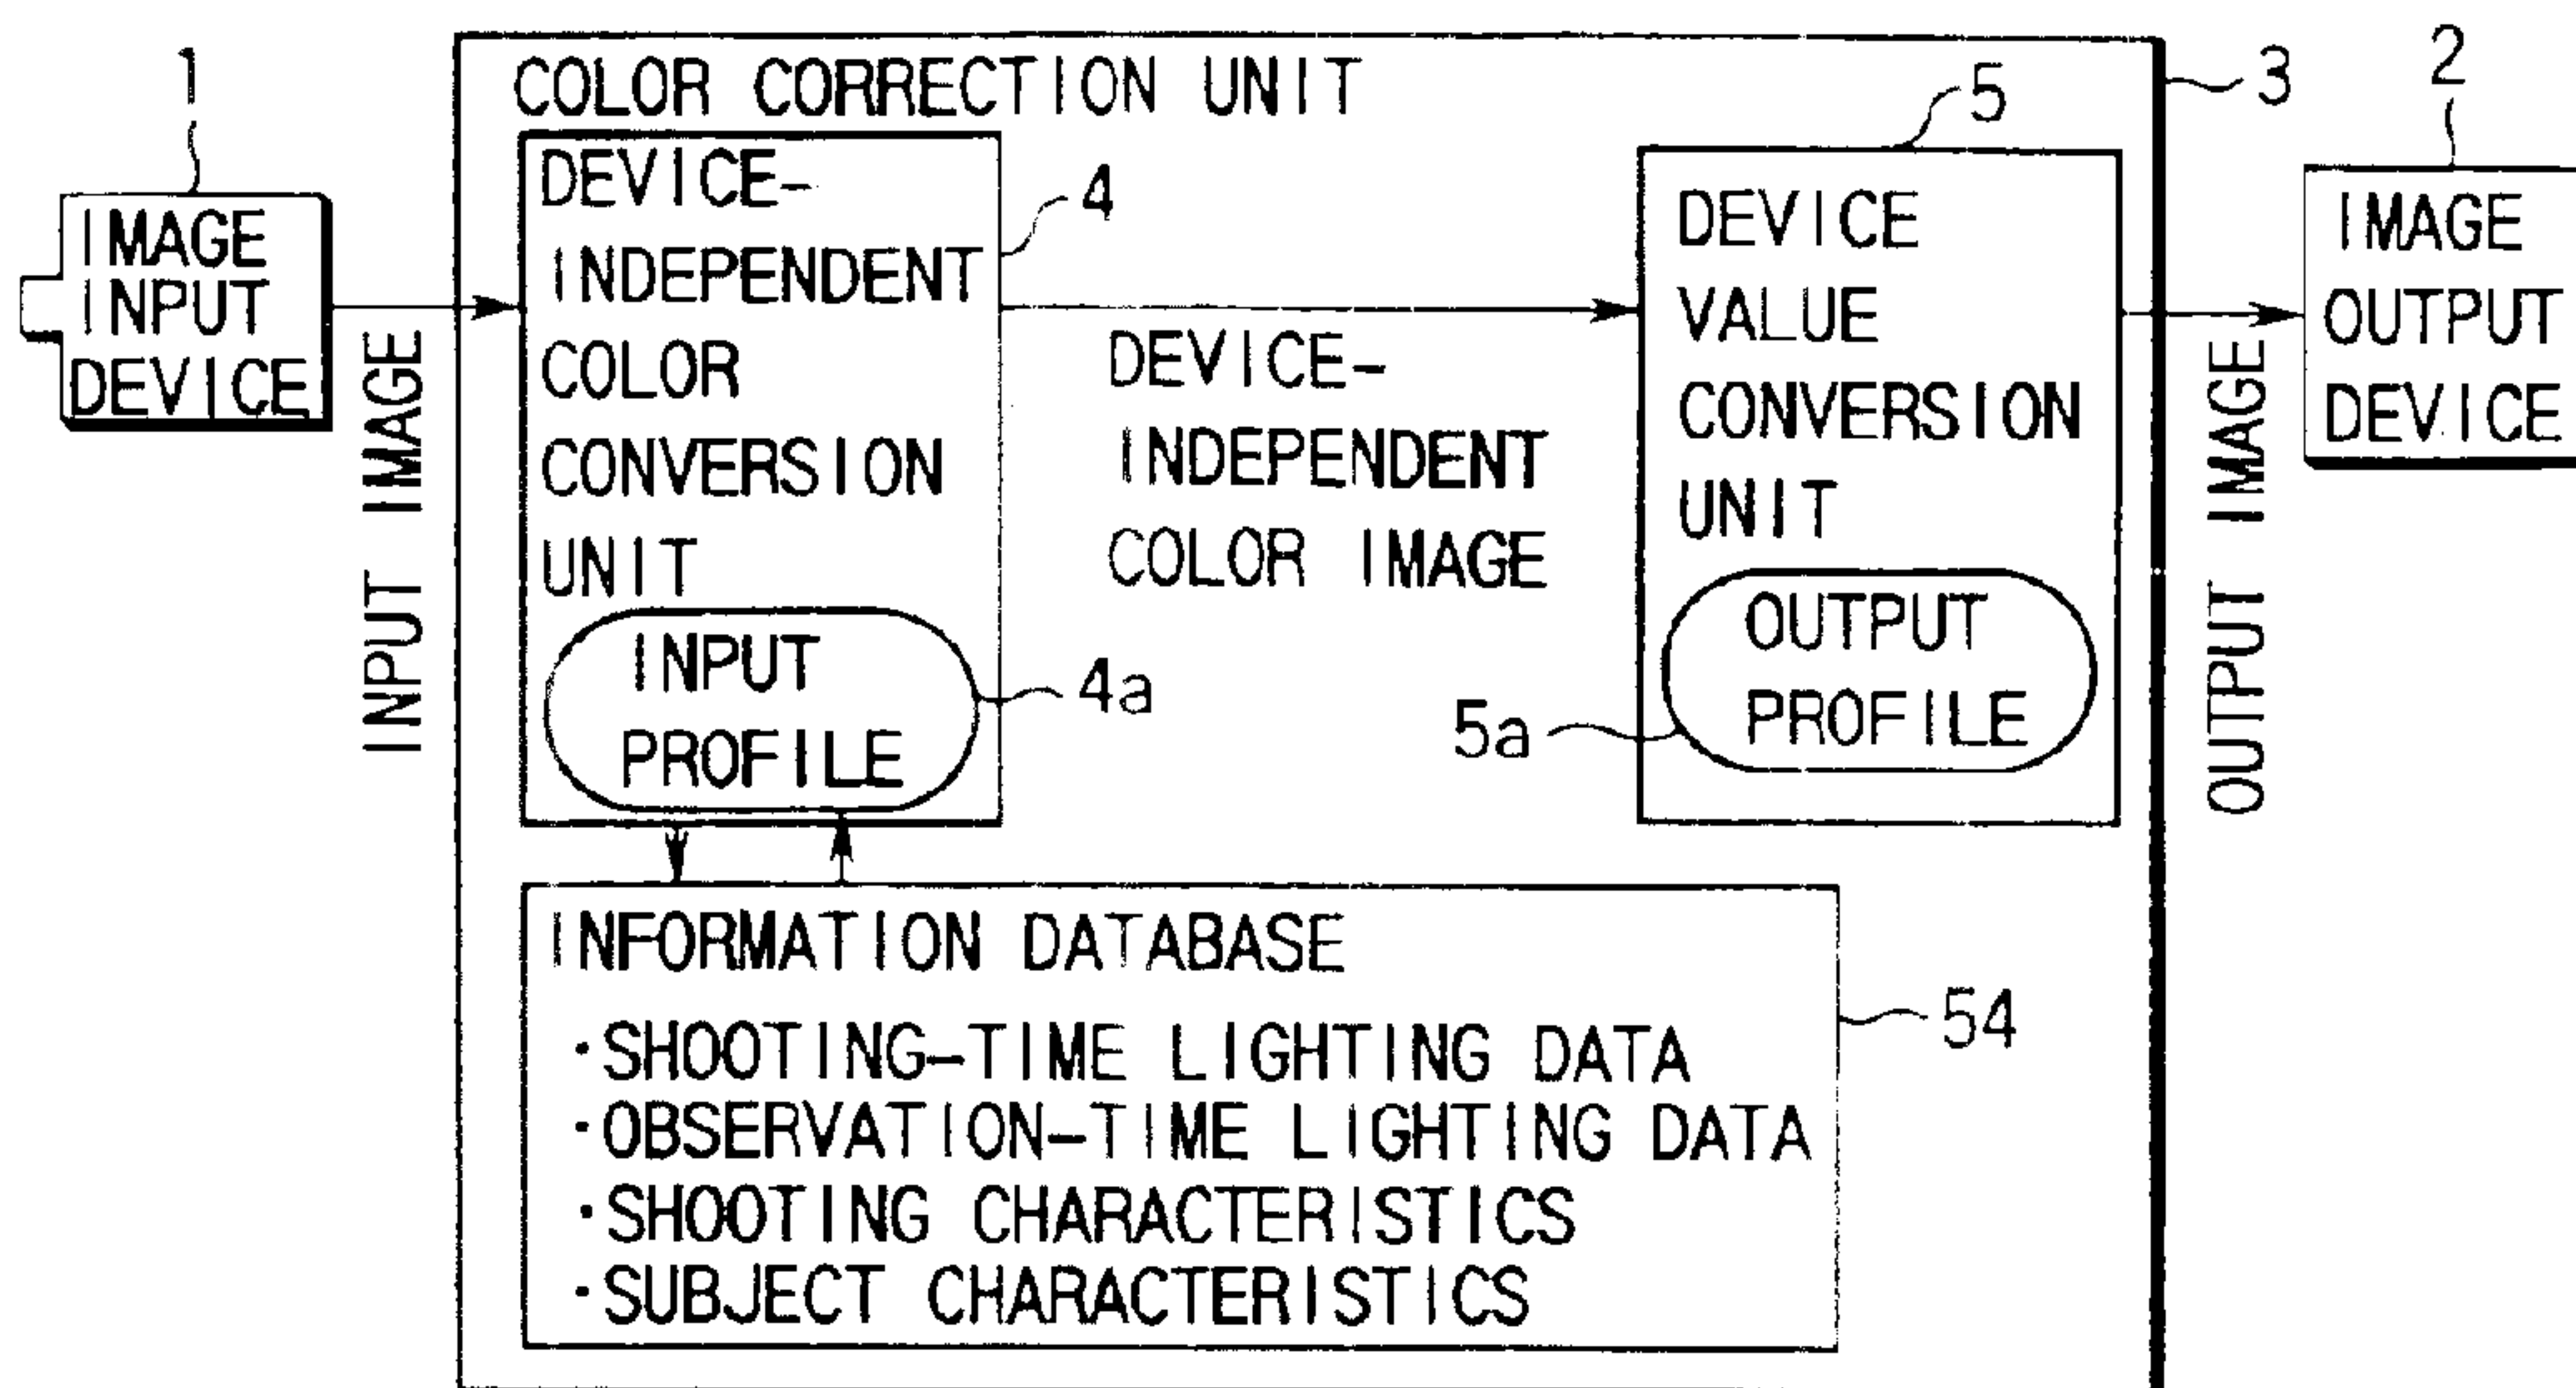 1
IMAGE
INPUT
DEVICE
INPUT IMAGE
COLOR CORRECTION UNIT
3
DEVICE-
INDEPENDENT
COLOR
CONVERSION
UNIT
4
INPUT
PROFILE
4a
DEVICE-
INDEPENDENT
COLOR IMAGE
5
DEVICE
VALUE
CONVERSION
UNIT
OUTPUT
PROFILE
5a
INFORMATION DATABASE
·SHOOTING-TIME LIGHTING DATA
·OBSERVATION-TIME LIGHTING DATA
·SHOOTING CHARACTERISTICS
·SUBJECT CHARACTERISTICS
54
OUTPUT IMAGE
2
IMAGE
OUTPUT
DEVICE